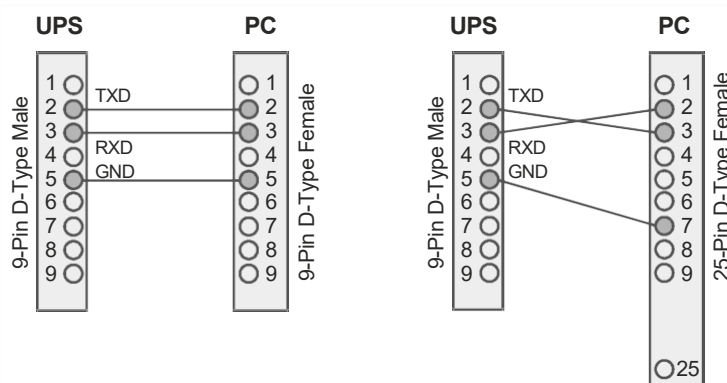 UPS PC
9-Pin D-Type Male
1 1
2 TXD 2
3 3
4 RXD 4
5 GND 5
6 6
7 7
8 8
9 9
9-Pin D-Type Female
UPS PC
9-Pin D-Type Male
1 1
2 TXD 2
3 3
4 RXD 4
5 GND 5
6 6
7 7
8 8
9 9
25
25-Pin D-Type Female